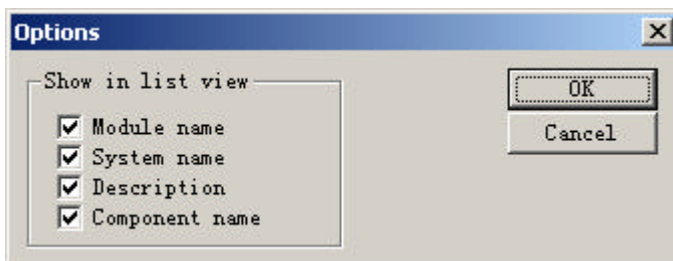 Options
Show in list view
OK
Module name
Cancel
System name
Description
Component name